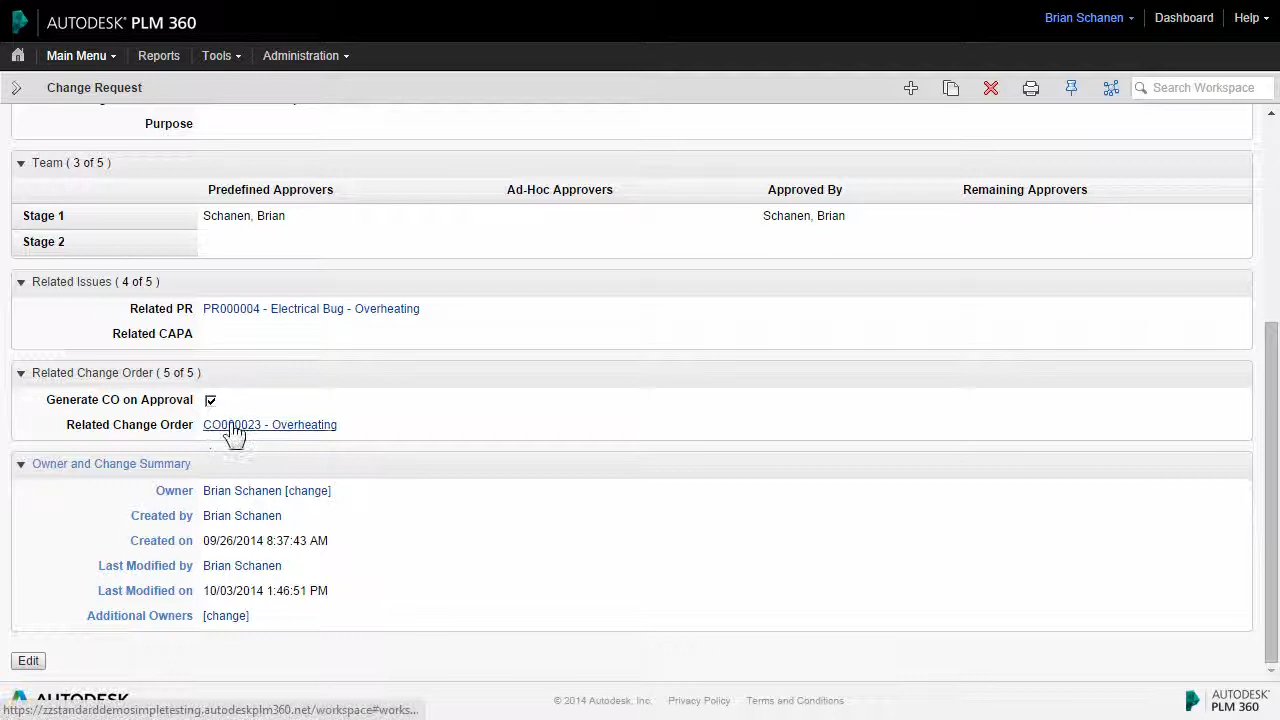 AUTODESK® PLM 360
Brian Schanen Dashboard Help
Main Menu Reports Tools Administration
Change Request
Search Workspace
Purpose
Team ( 3 of 5 )
Predefined Approvers Ad-Hoc Approvers Approved By Remaining Approvers
Stage 1 Schanen, Brian Schanen, Brian
Stage 2
Related Issues ( 4 of 5 )
Related PR PR000004 - Electrical Bug - Overheating
Related CAPA
Related Change Order ( 5 of 5 )
Generate CO on Approval
Related Change Order CO000023 - Overheating
Owner and Change Summary
Owner Brian Schanen [change]
Created by Brian Schanen
Created on 09/26/2014 8:37:43 AM
Last Modified by Brian Schanen
Last Modified on 10/03/2014 1:46:51 PM
Additional Owners [change]
Edit
AUTODESK
© 2014 Autodesk, Inc. Privacy Policy Terms and Conditions
AUTODESK®
PLM 360
https://zzstandarddemosimpletesting.autodeskplm360.net/workspace#works...